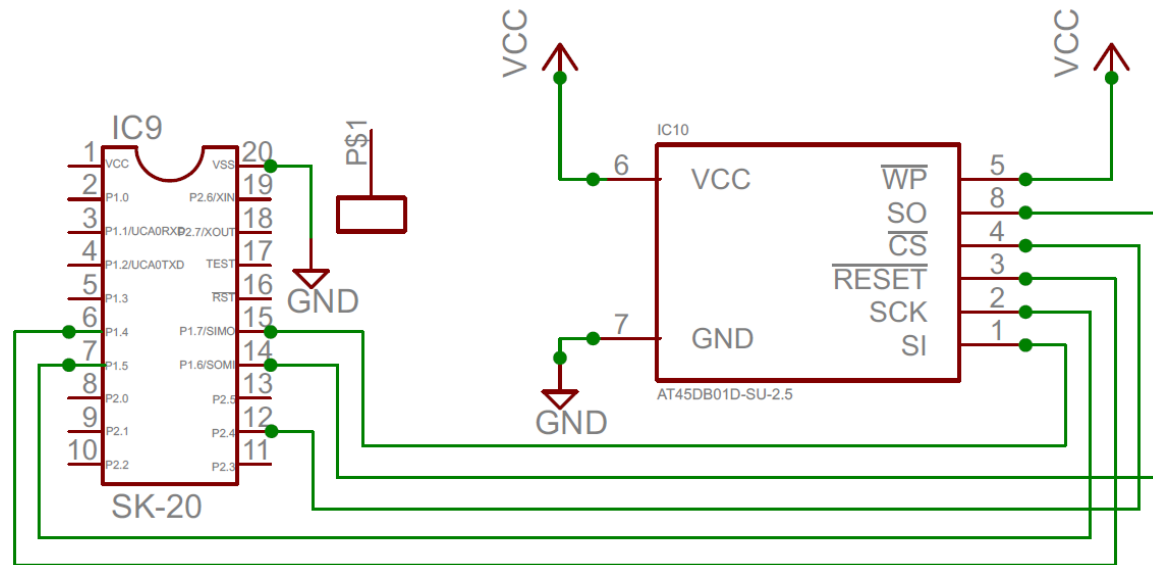 VCC
VCC
IC9
P$1
IC10
1 VCC VSS 20
2 P1.0 P2.6/XIN 19
3 P1.1/UCA0RXD P2.7/XOUT 18
4 P1.2/UCA0TXD TEST 17
5 P1.3 RST 16
6 P1.4 P1.7/SIMO 15
7 P1.5 P1.6/SOMI 14
8 P2.0 P2.5 13
9 P2.1 P2.4 12
10 P2.2 P2.3 11
SK-20
GND
6 VCC WP 5
SO 8
CS 4
RESET 3
SCK 2
7 GND SI 1
AT45DB01D-SU-2.5
GND